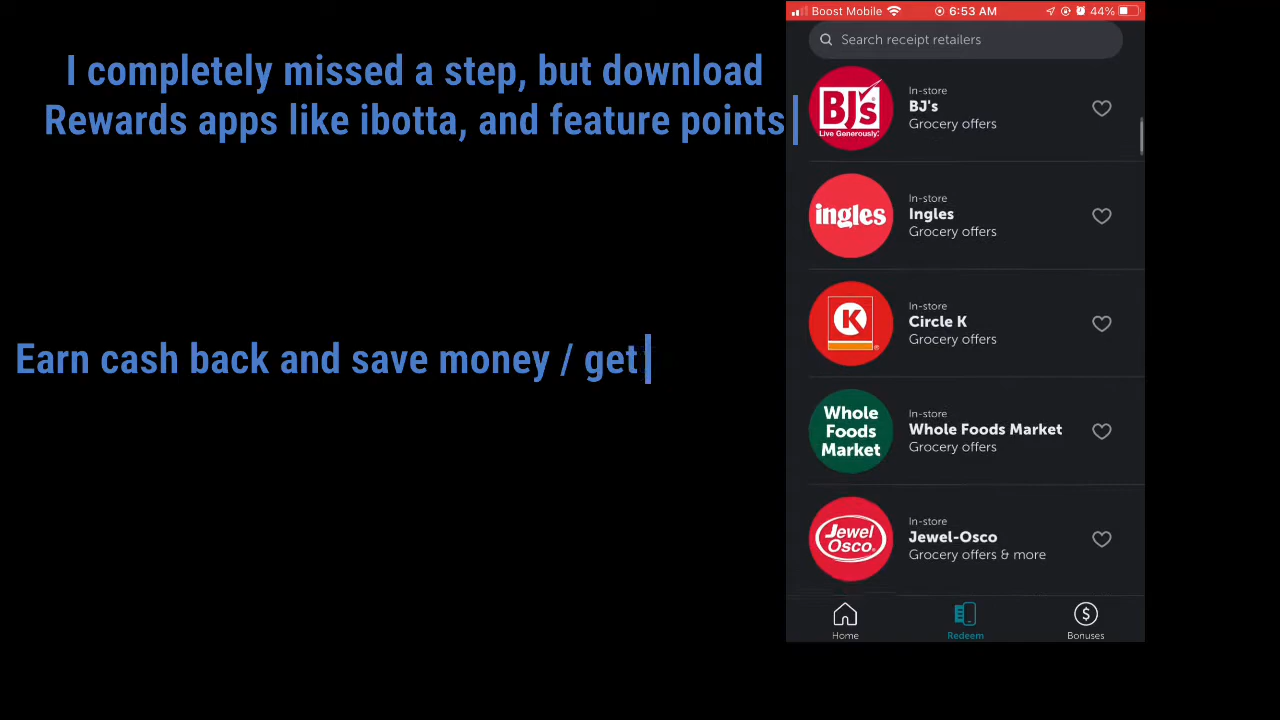 I completely missed a step, but download
Rewards apps like ibotta, and feature points
Earn cash back and save money / get
Boost Mobile
6:53 AM
44%
Search receipt retailers
BJ's
Live Generously.
In-store
BJ's
Grocery offers
ingles
In-store
Ingles
Grocery offers
K
In-store
Circle K
Grocery offers
Whole
Foods
Market
In-store
Whole Foods Market
Grocery offers
Jewel
Osco
In-store
Jewel-Osco
Grocery offers & more
$
Home
Redeem
Bonuses